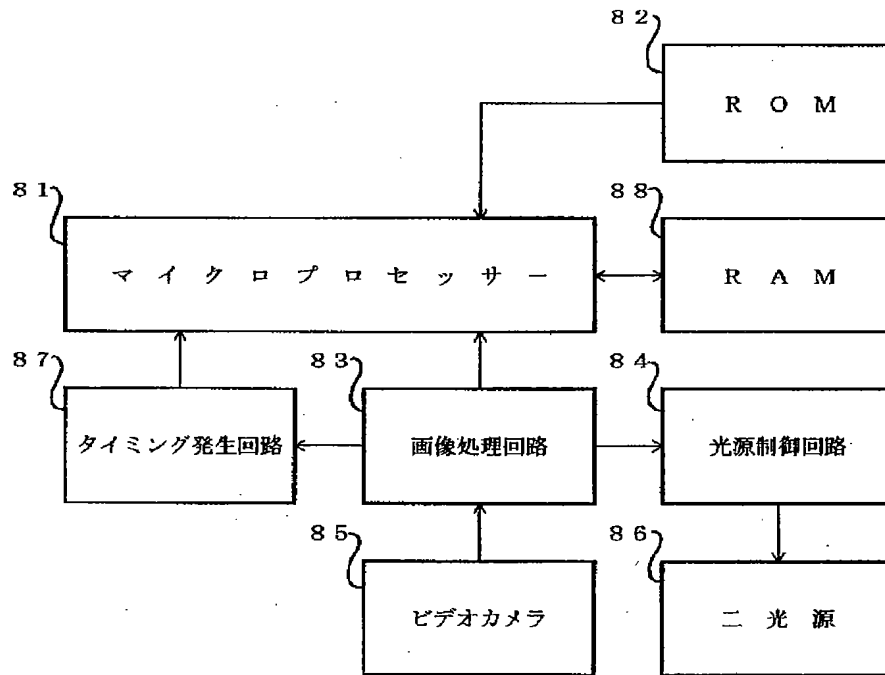 ８２
ＲＯＭ
８１
８８
マイクロプロセッサー
ＲＡＭ
８７
８３
８４
タイミング発生回路
画像処理回路
光源制御回路
８５
８６
ビデオカメラ
二光源